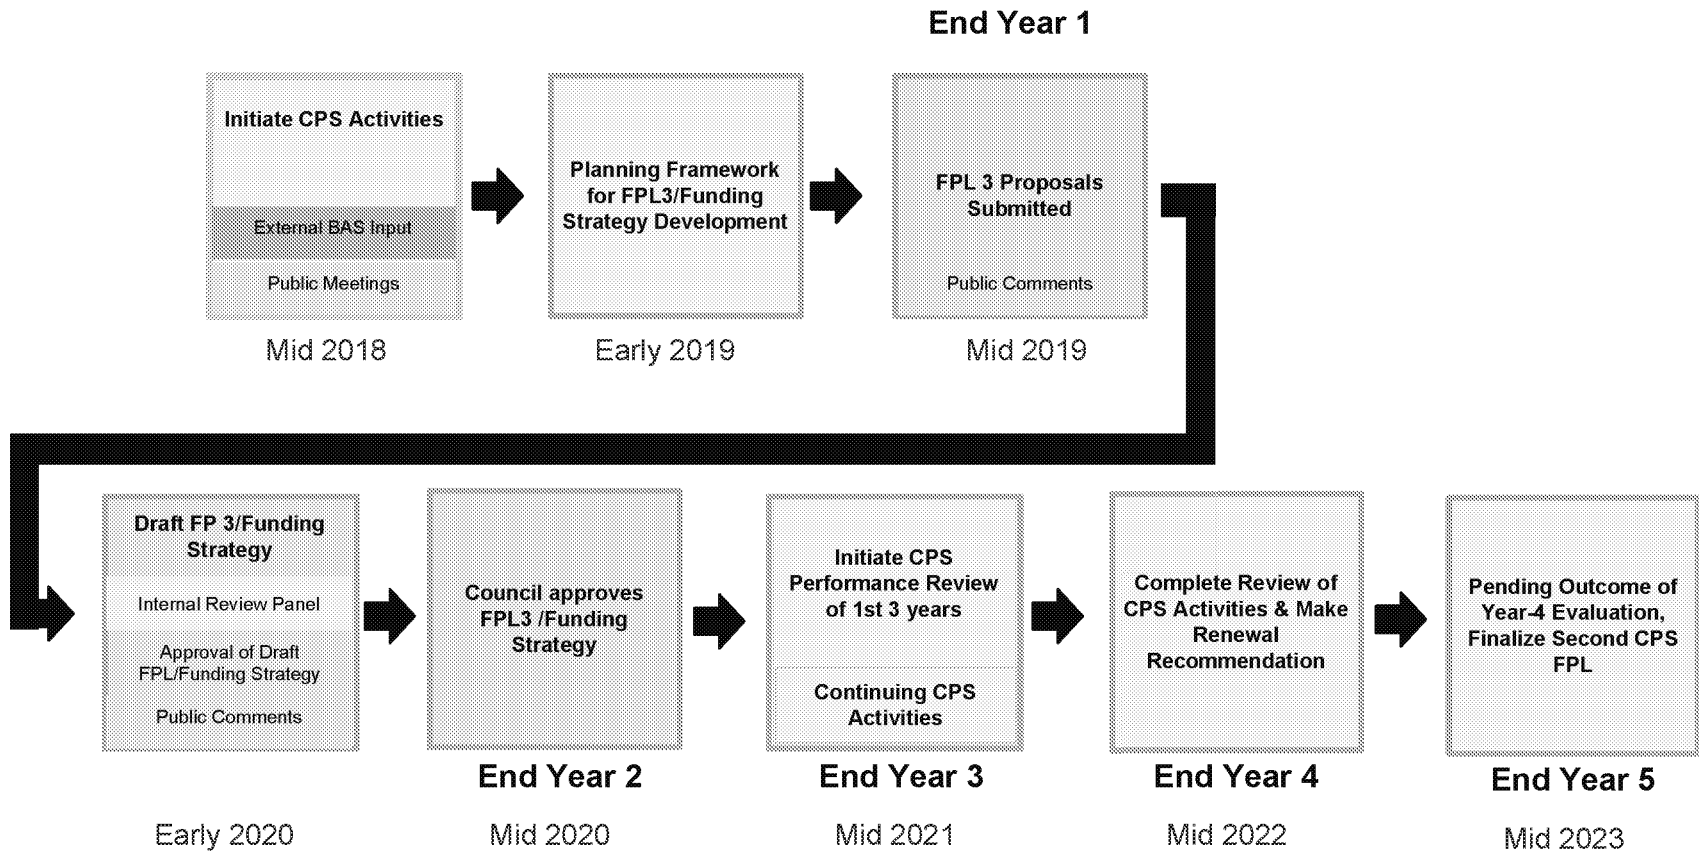 End Year 1
Initiate CPS Activities
External BAS Input
Public Meetings
Mid 2018
Planning Framework
for FPL3/Funding
Strategy Development
Early 2019
FPL 3 Proposals
Submitted
Public Comments
Mid 2019
Draft FP 3/Funding
Strategy
Internal Review Panel
Approval of Draft
FPL/Funding Strategy
Public Comments
Early 2020
Council approves
FPL3 /Funding
Strategy
End Year 2
Mid 2020
Initiate CPS
Performance Review
of 1st 3 years
Continuing CPS
Activities
End Year 3
Mid 2021
Complete Review of
CPS Activities & Make
Renewal
Recommendation
End Year 4
Mid 2022
Pending Outcome of
Year-4 Evaluation,
Finalize Second CPS
FPL
End Year 5
Mid 2023